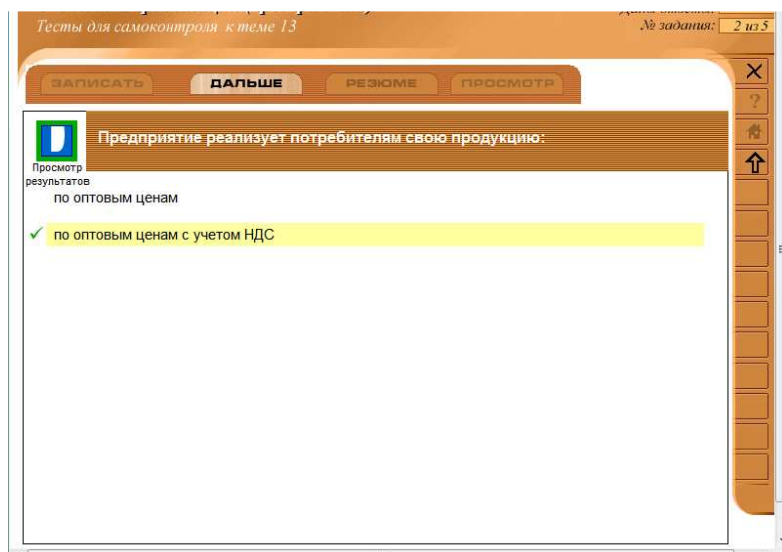 Тесты для самоконтроля к теме 13
№ задания: 2 из 5
ЗАПИСАТЬ ДАЛЬШЕ РЕЗЮМЕ ПРОСМОТР
Предприятие реализует потребителям свою продукцию:
Просмотр
результатов
по оптовым ценам
по оптовым ценам с учетом НДС
?